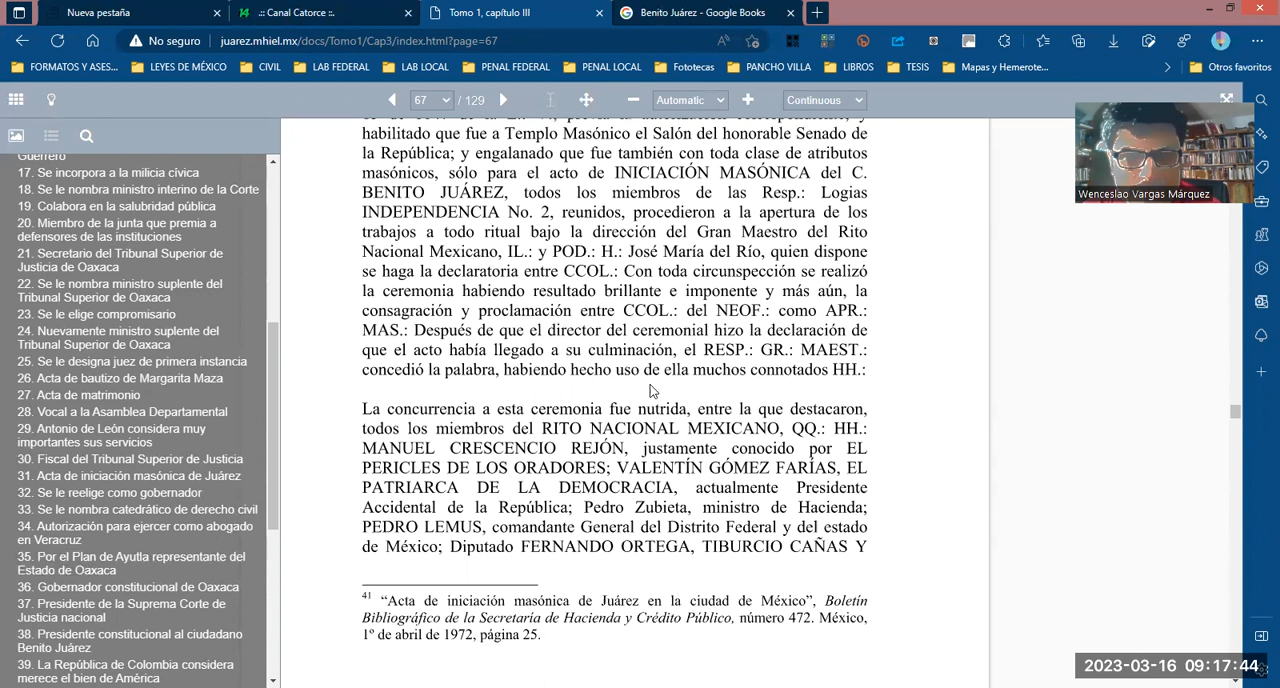 Nueva pestaña
.:: Canal Catorce ::.
Tomo 1, capítulo III
Benito Juárez - Google Books
No seguro
juarez.mhiel.mx/docs/Tomo1/Cap3/index.html?page=67
FORMATOS Y ASES...
LEYES DE MÉXICO
CIVIL
LAB FEDERAL
LAB LOCAL
PENAL FEDERAL
PENAL LOCAL
Fototecas
PANCHO VILLA
LIBROS
TESIS
Mapas y Hemerote...
Otros favoritos
67 / 129
Automatic
Continuous
Guerrero
17. Se incorpora a la milicia cívica
18. Se le nombra ministro interino de la Corte
19. Colabora en la salubridad pública
20. Miembro de la junta que premia a
defensores de las instituciones
21. Secretario del Tribunal Superior de
Justicia de Oaxaca
22. Se le nombra ministro suplente del
Tribunal Superior de Oaxaca
23. Se le elige compromisario
24. Nuevamente ministro suplente del
Tribunal Superior de Oaxaca
25. Se le designa juez de primera instancia
26. Acta de bautizo de Margarita Maza
27. Acta de matrimonio
28. Vocal a la Asamblea Departamental
29. Antonio de León considera muy
importantes sus servicios
30. Fiscal del Tribunal Superior de Justicia
31. Acta de iniciación masónica de Juárez
32. Se le reelige como gobernador
33. Se le nombra catedrático de derecho civil
34. Autorización para ejercer como abogado
en Veracruz
35. Por el Plan de Ayutla representante del
Estado de Oaxaca
36. Gobernador constitucional de Oaxaca
37. Presidente de la Suprema Corte de
Justicia nacional
38. Presidente constitucional al ciudadano
Benito Juárez
39. La República de Colombia considera
merece el bien de América
habilitado que fue a Templo Masónico el Salón del honorable Senado de
la República; y engalanado que fue también con toda clase de atributos
masónicos, sólo para el acto de INICIACIÓN MASÓNICA del C.
BENITO JUÁREZ, todos los miembros de las Resp.: Logias
INDEPENDENCIA No. 2, reunidos, procedieron a la apertura de los
trabajos a todo ritual bajo la dirección del Gran Maestro del Rito
Nacional Mexicano, IL.: y POD.: H.: José María del Río, quien dispone
se haga la declaratoria entre CCOL.: Con toda circunspección se realizó
la ceremonia habiendo resultado brillante e imponente y más aún, la
consagración y proclamación entre CCOL.: del NEOF.: como APR.:
MAS.: Después de que el director del ceremonial hizo la declaración de
que el acto había llegado a su culminación, el RESP.: GR.: MAEST.:
concedió la palabra, habiendo hecho uso de ella muchos connotados HH.:
La concurrencia a esta ceremonia fue nutrida, entre la que destacaron,
todos los miembros del RITO NACIONAL MEXICANO, QQ.: HH.:
MANUEL CRESCENCIO REJÓN, justamente conocido por EL
PERICLES DE LOS ORADORES; VALENTÍN GÓMEZ FARÍAS, EL
PATRIARCA DE LA DEMOCRACIA, actualmente Presidente
Accidental de la República; Pedro Zubieta, ministro de Hacienda;
PEDRO LEMUS, comandante General del Distrito Federal y del estado
de México; Diputado FERNANDO ORTEGA, TIBURCIO CAÑAS Y
41 “Acta de iniciación masónica de Juárez en la ciudad de México”, Boletín
Bibliográfico de la Secretaría de Hacienda y Crédito Público, número 472. México,
1º de abril de 1972, página 25.
Wenceslao Vargas Márquez
2023-03-16 09:17:44